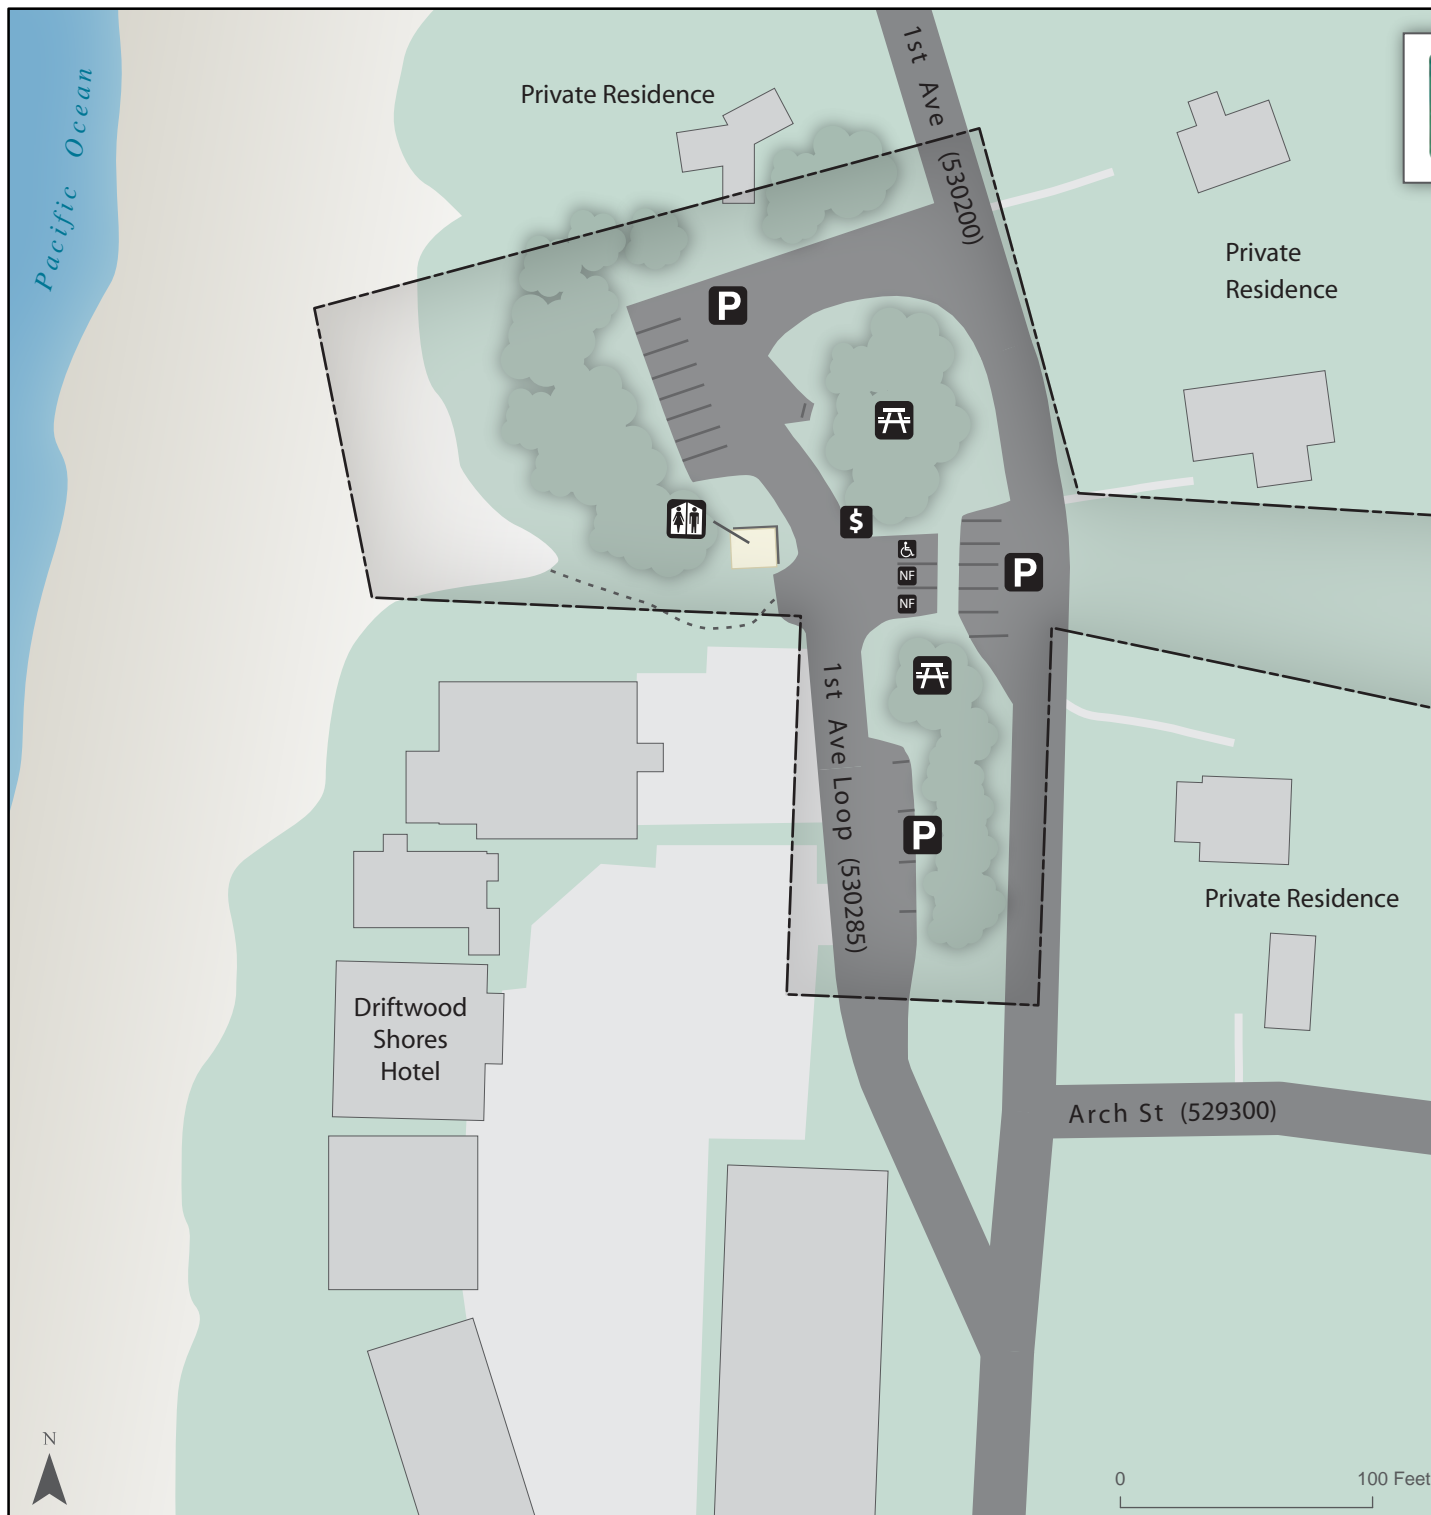 Pacific Ocean
Private Residence
1st Ave (530200)
P
Private
Residence
$
NF
NF
P
1st Ave Loop (530285)
P
Private Residence
Driftwood
Shores
Hotel
Arch St (529300)
N
0 100 Feet